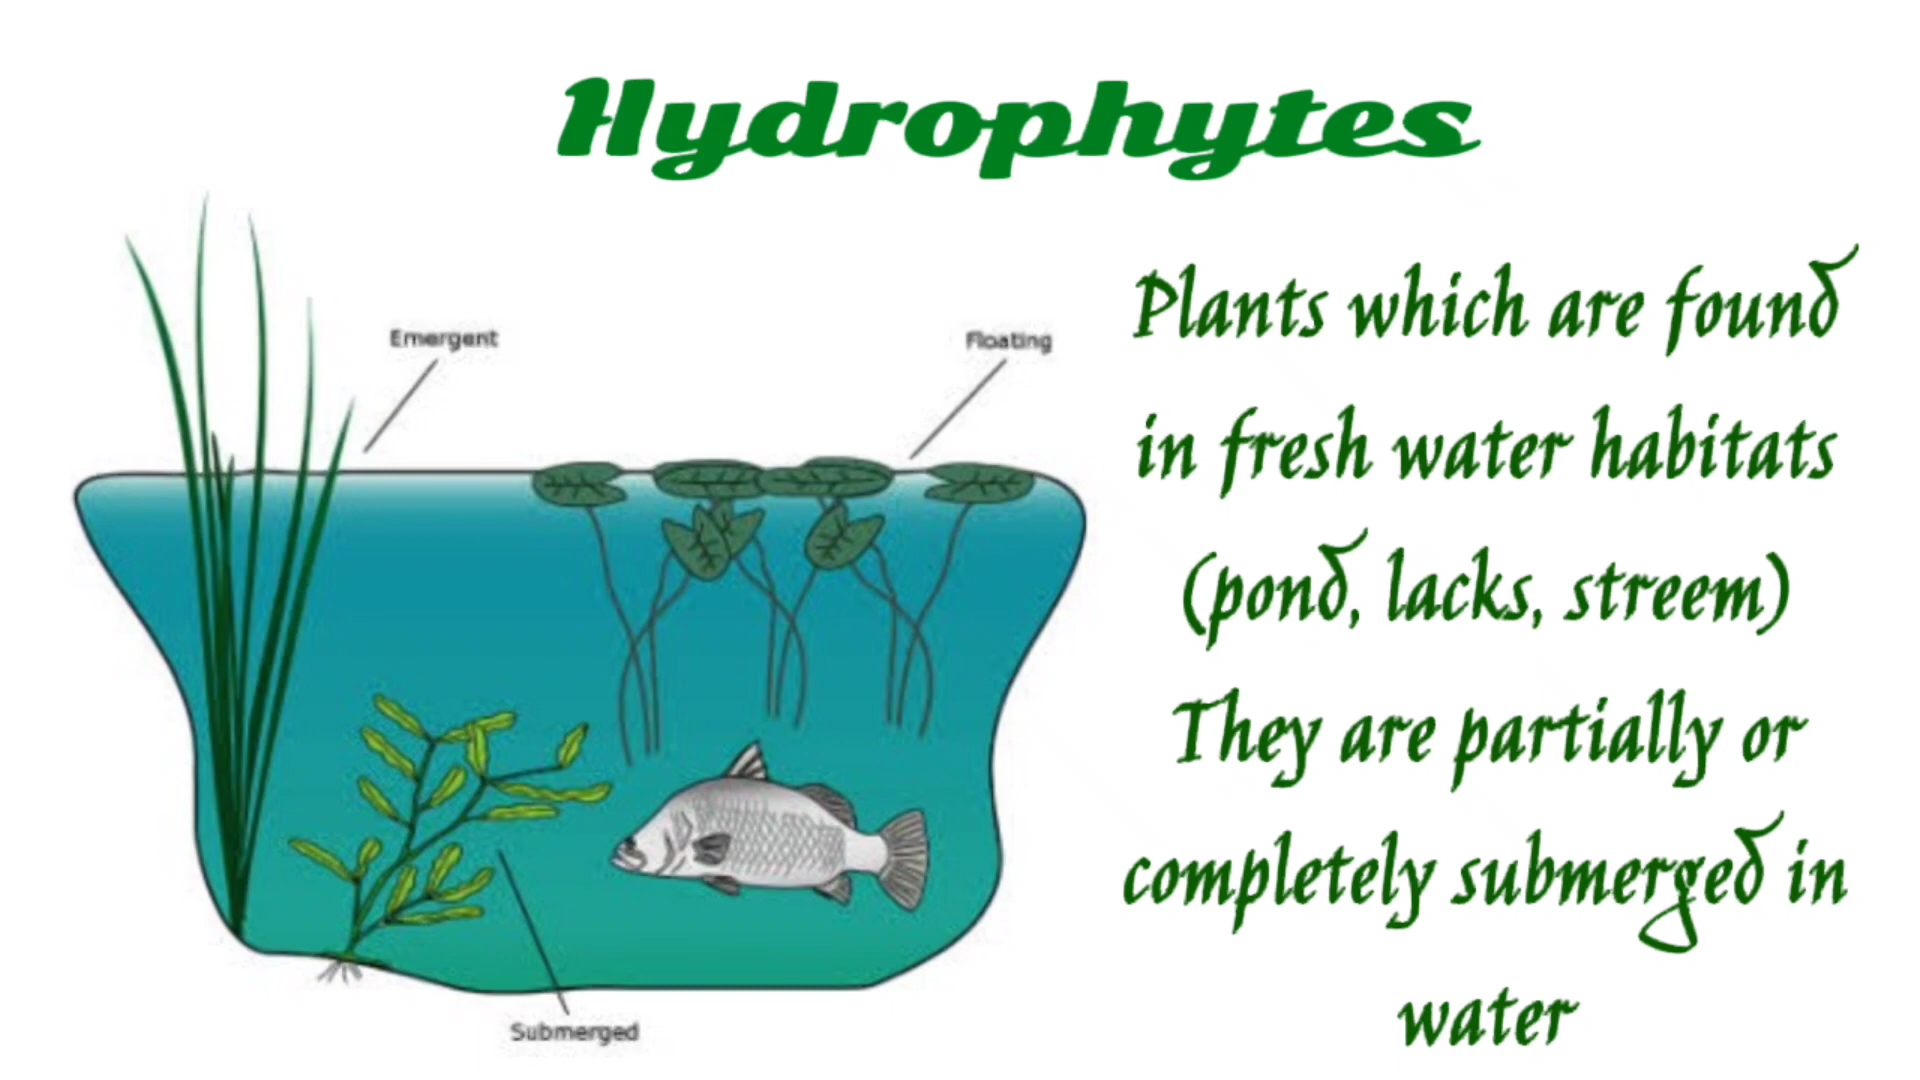 Hydrophytes
Emergent
Floating
Submerged
Plants which are found
in fresh water habitats
(pond, lacks, streem)
They are partially or
completely submerged in
water